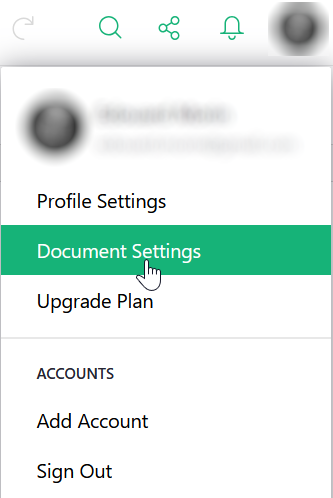 Profile Settings
Document Settings
Upgrade Plan
ACCOUNTS
Add Account
Sign Out